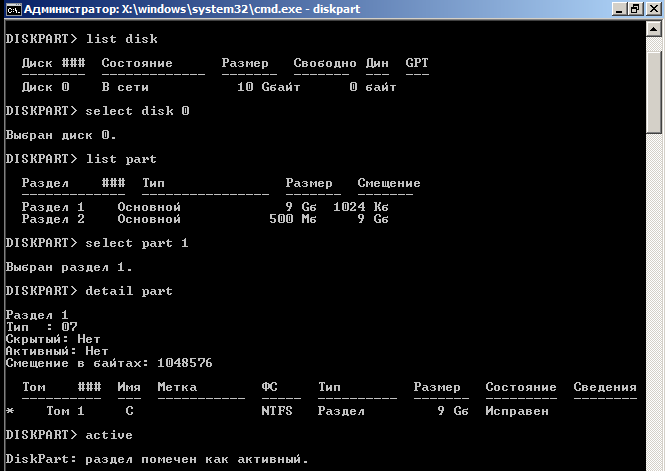 Администратор: X:\windows\system32\cmd.exe - diskpart
DISKPART> list disk
Диск ### Состояние Размер Свободно Дин GPT
-------- ------------- ------- ------- --- ---
Диск 0 В сети 10 Gбайт 0 байт
DISKPART> select disk 0
Выбран диск 0.
DISKPART> list part
Раздел ### Тип Размер Смещение
------------- ---------------- ------- -------
Раздел 1 Основной 9 Gб 1024 Кб
Раздел 2 Основной 500 Mб 9 Gб
DISKPART> select part 1
Выбран раздел 1.
DISKPART> detail part
Раздел 1
Тип : 07
Скрытый: Нет
Активный: Нет
Смещение в байтах: 1048576
Том ### Имя Метка ФС Тип Размер Состояние Сведения
---------- --- ----------- ----- ---------- ------- --------- --------
* Том 1 C NTFS Раздел 9 Gб Исправен
DISKPART> active
DiskPart: раздел помечен как активный.